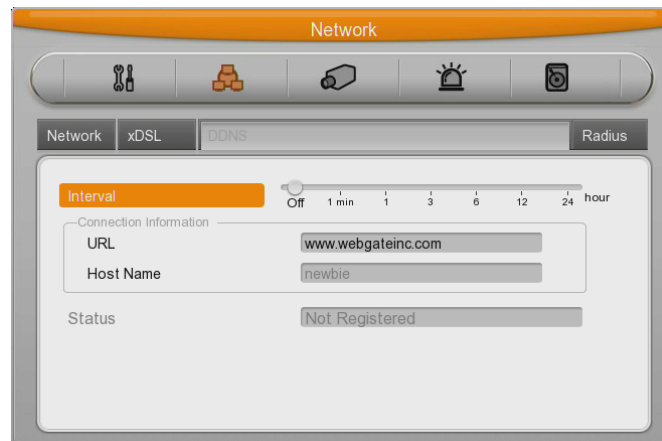 Network
Network xDSL DDNS Radius
Interval
Off 1 min 1 3 6 12 24 hour
Connection Information
URL www.webgateinc.com
Host Name newbie
Status Not Registered